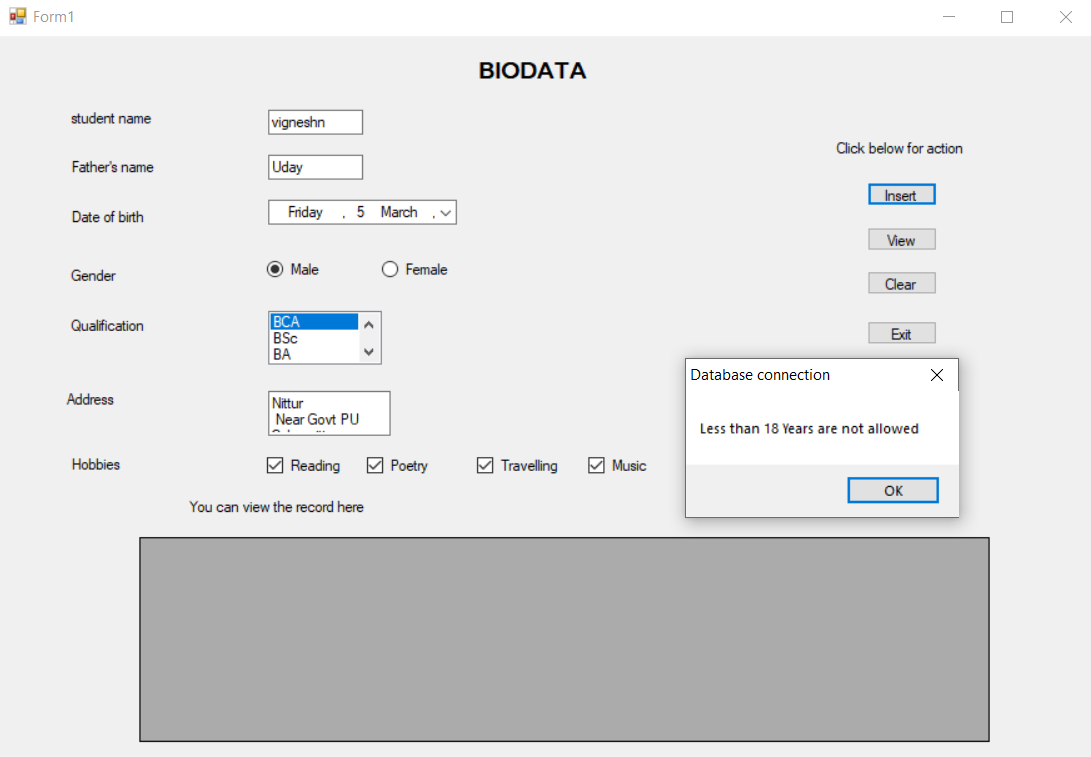 Form1
BIODATA
student name
vigneshn
Father's name
Uday
Date of birth
Friday , 5 March ,
Gender
Male
Female
Qualification
BCA
BSc
BA
Address
Nittur
Near Govt PU
Hobbies
Reading
Poetry
Travelling
Music
You can view the record here
Click below for action
Insert
View
Clear
Exit
Database connection
Less than 18 Years are not allowed
OK